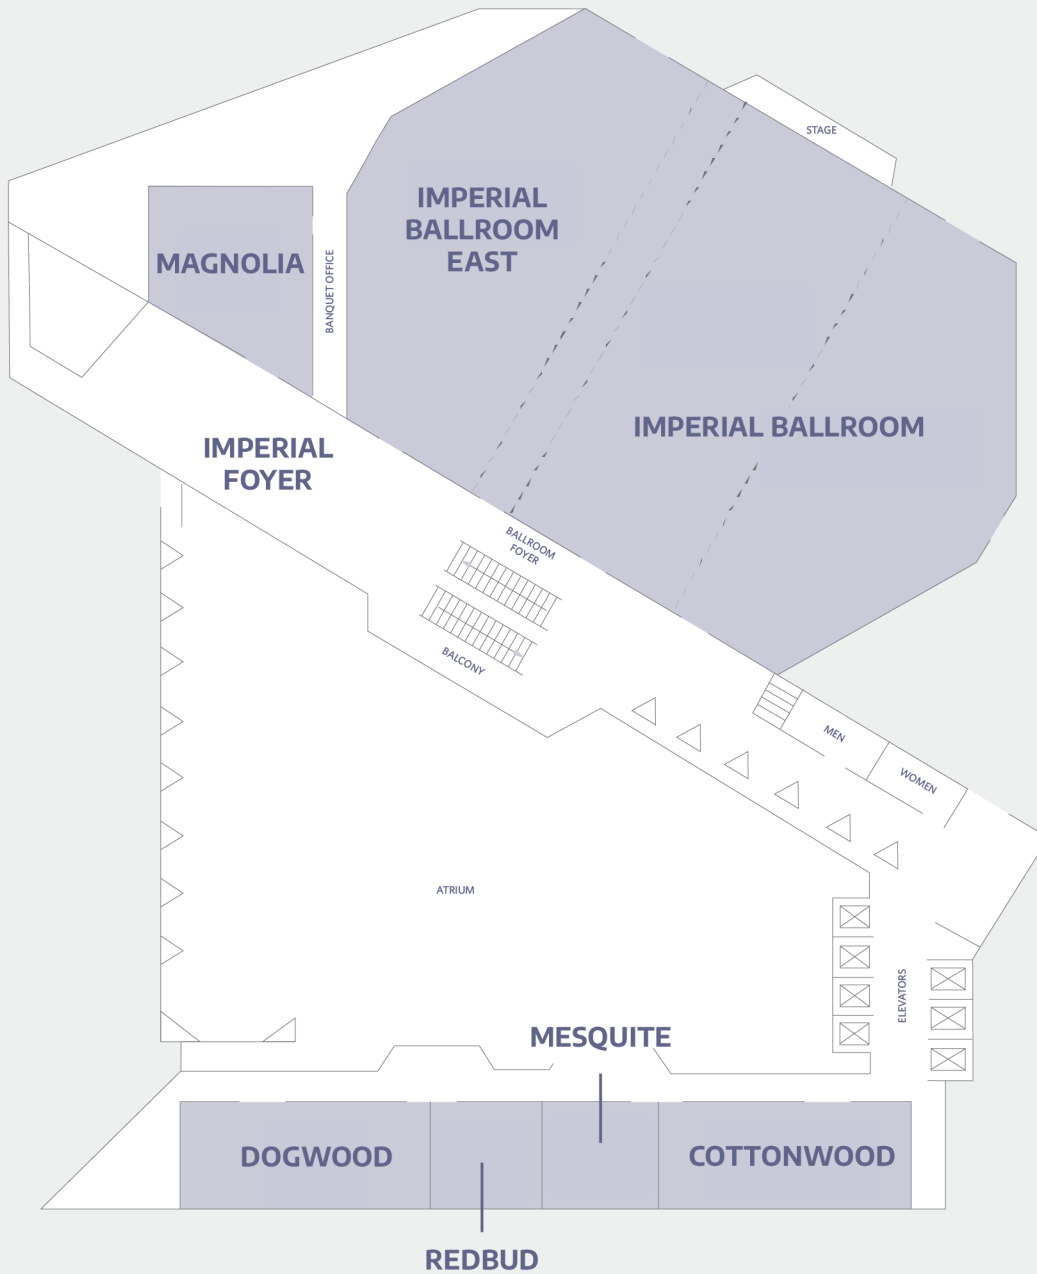 STAGE
IMPERIAL
BALLROOM
EAST
MAGNOLIA
BANQUET OFFICE
IMPERIAL BALLROOM
IMPERIAL
FOYER
BALLROOM
FOYER
BALCONY
MEN
WOMEN
ATRIUM
ELEVATORS
MESQUITE
DOGWOOD
COTTONWOOD
REDBUD